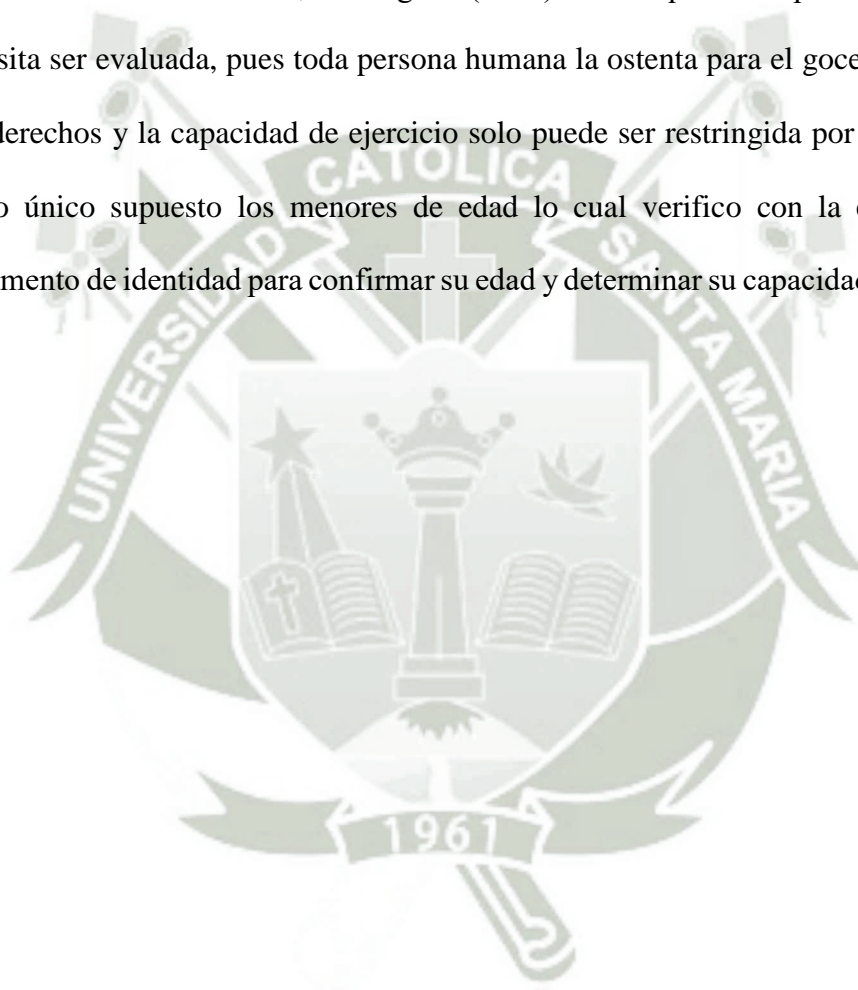 sita ser evaluada, pues toda persona humana la ostenta para el goce
derechos y la capacidad de ejercicio solo puede ser restringida por
o único supuesto los menores de edad lo cual verifico con la
mento de identidad para confirmar su edad y determinar su capacidad
UNIVERSIDAD CATOLICA SANTA MARIA
1961